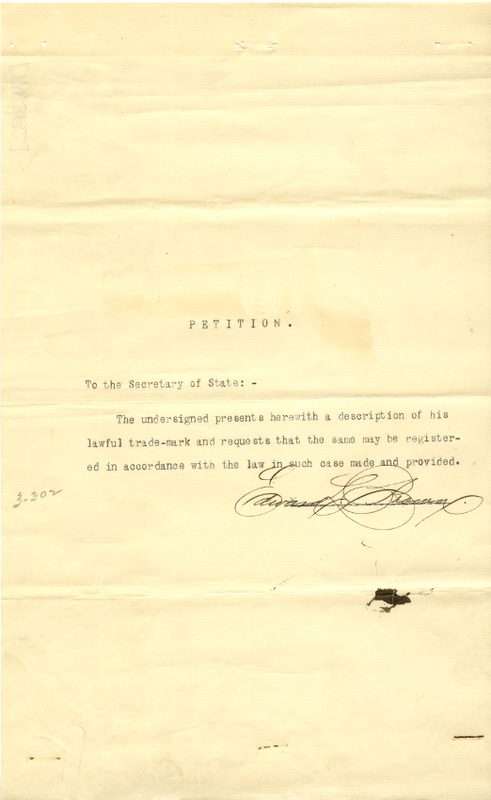 PETITION.
To the Secretary of State: -
The undersigned presents herewith a description of his
lawful trade-mark and requests that the same may be register-
ed in accordance with the law in such case made and provided.
Edward C. Brown.
3-302